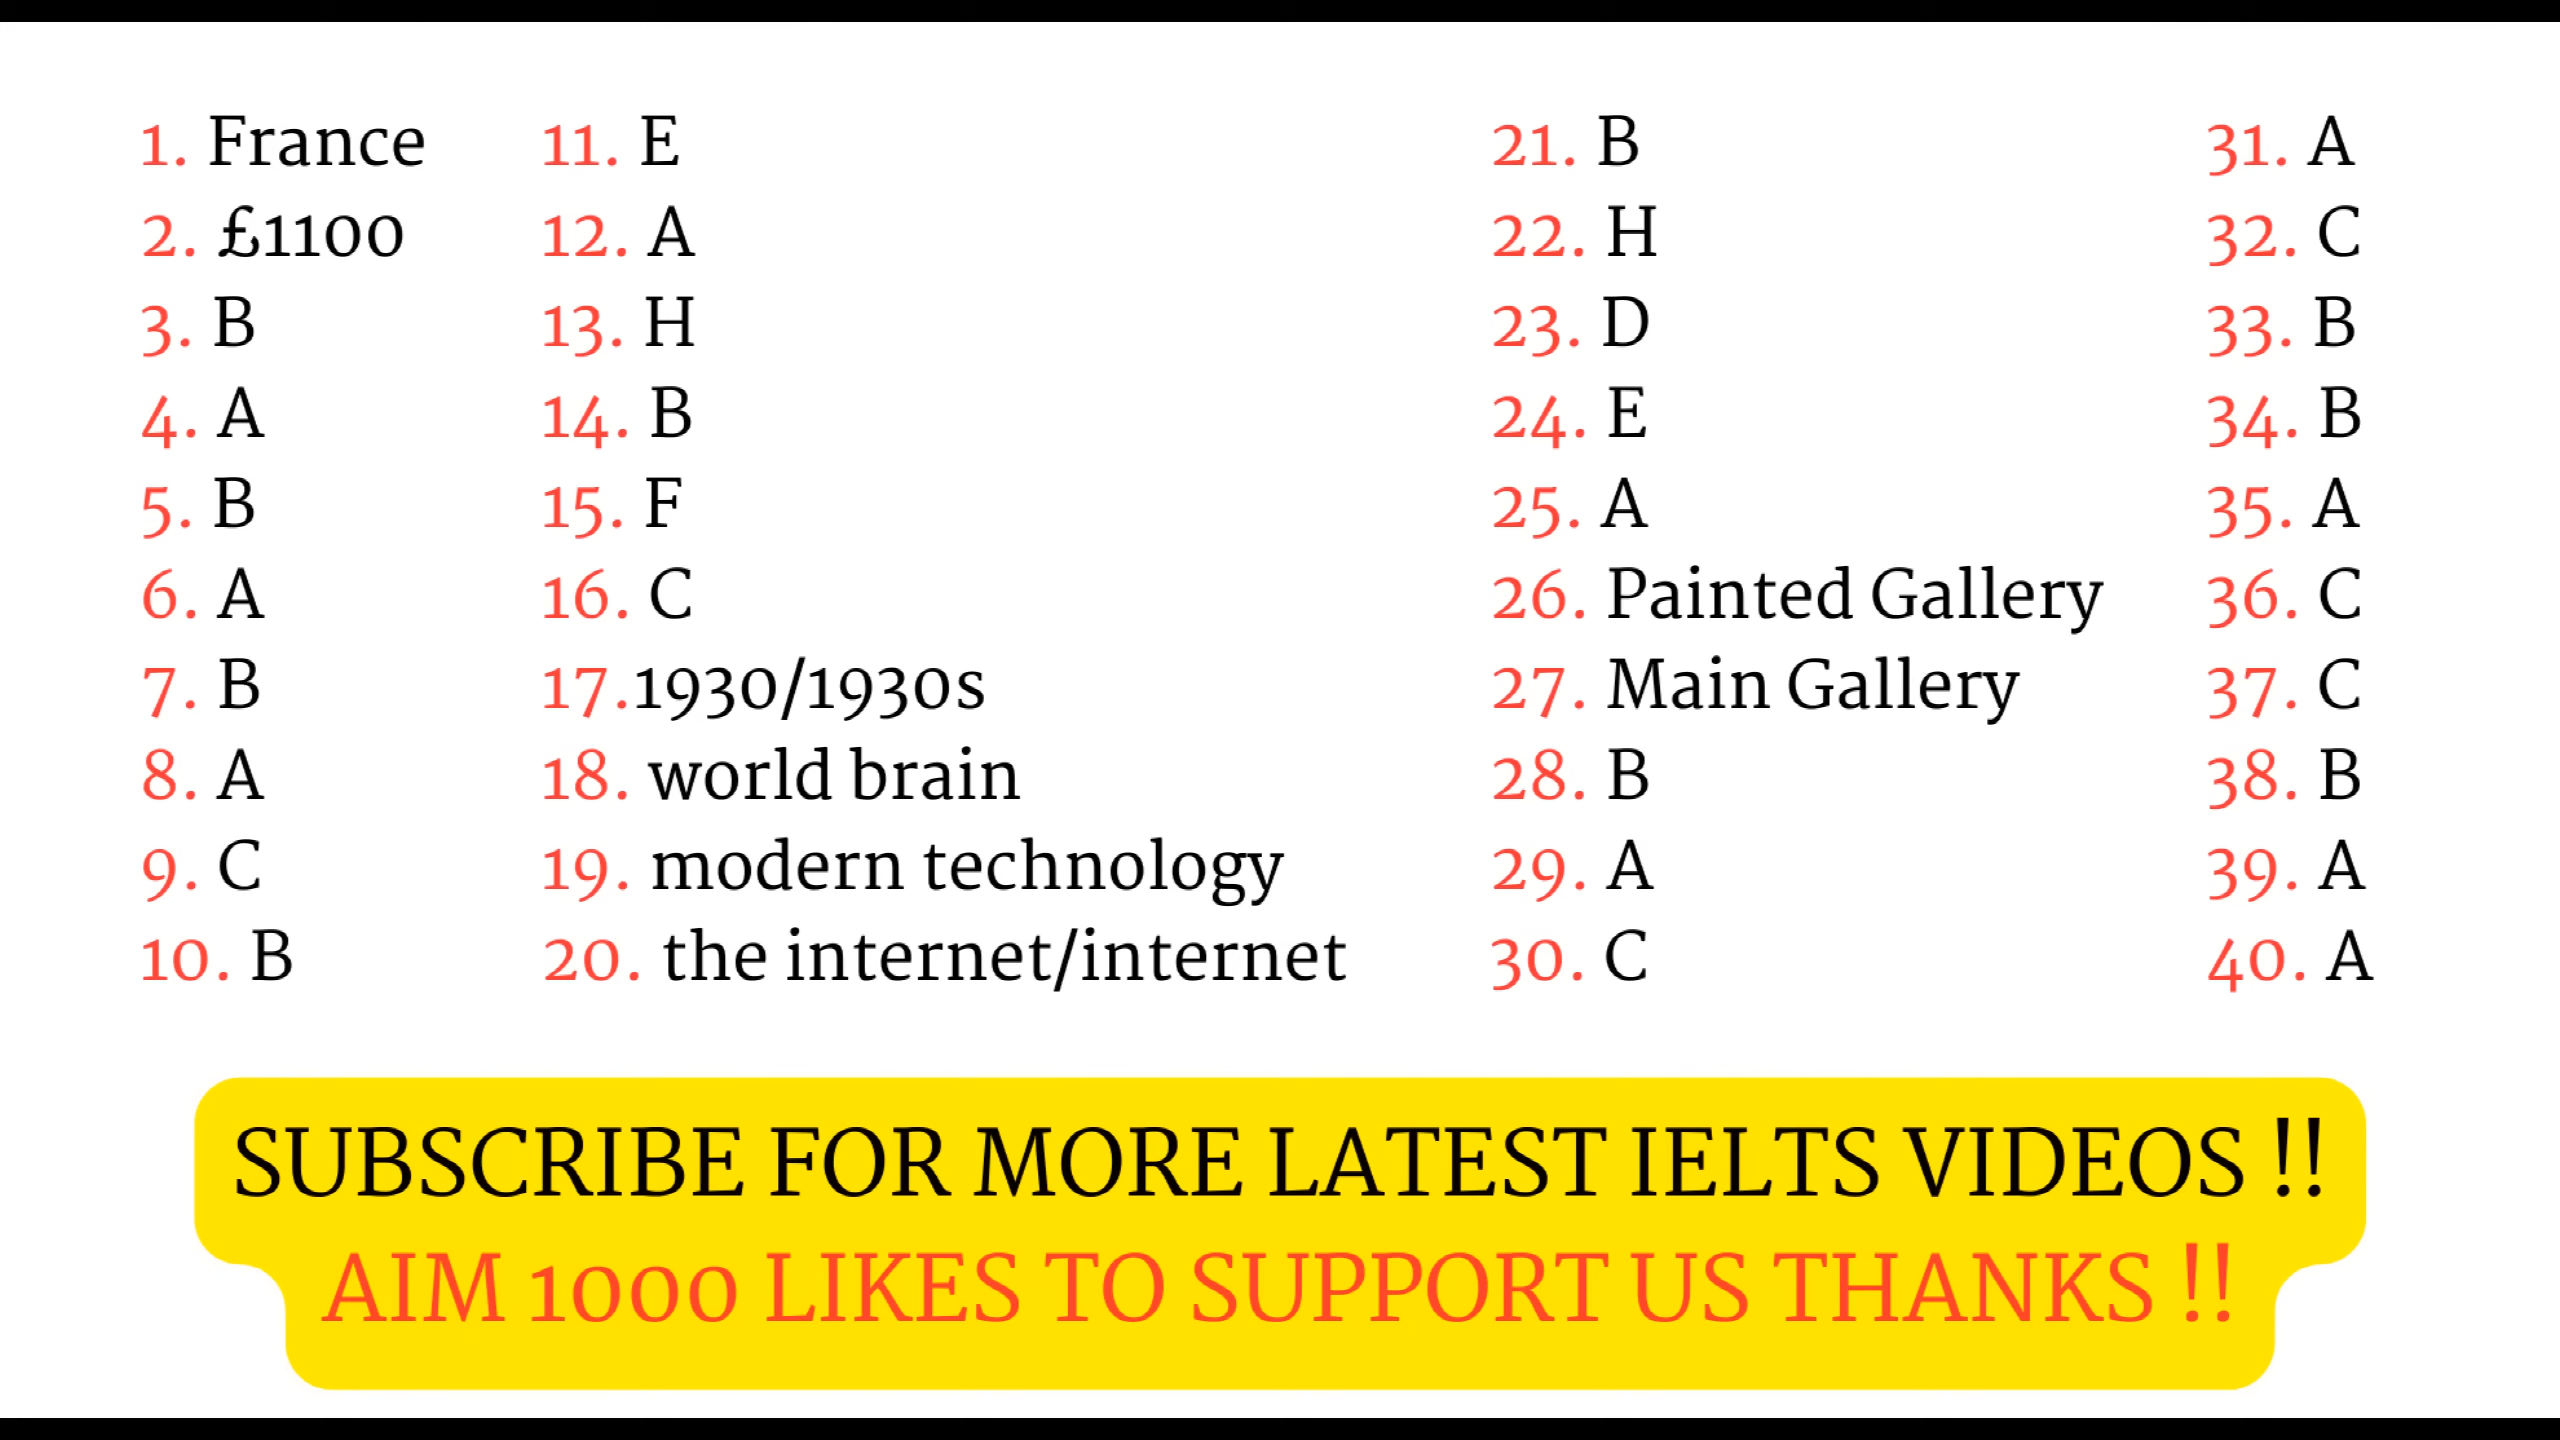 1. France
2. £1100
3. B
4. A
5. B
6. A
7. B
8. A
9. C
10. B
11. E
12. A
13. H
14. B
15. F
16. C
17.1930/1930s
18. world brain
19. modern technology
20. the internet/internet
21. B
22. H
23. D
24. E
25. A
26. Painted Gallery
27. Main Gallery
28. B
29. A
30. C
31. A
32. C
33. B
34. B
35. A
36. C
37. C
38. B
39. A
40. A
SUBSCRIBE FOR MORE LATEST IELTS VIDEOS !!
AIM 1000 LIKES TO SUPPORT US THANKS !!